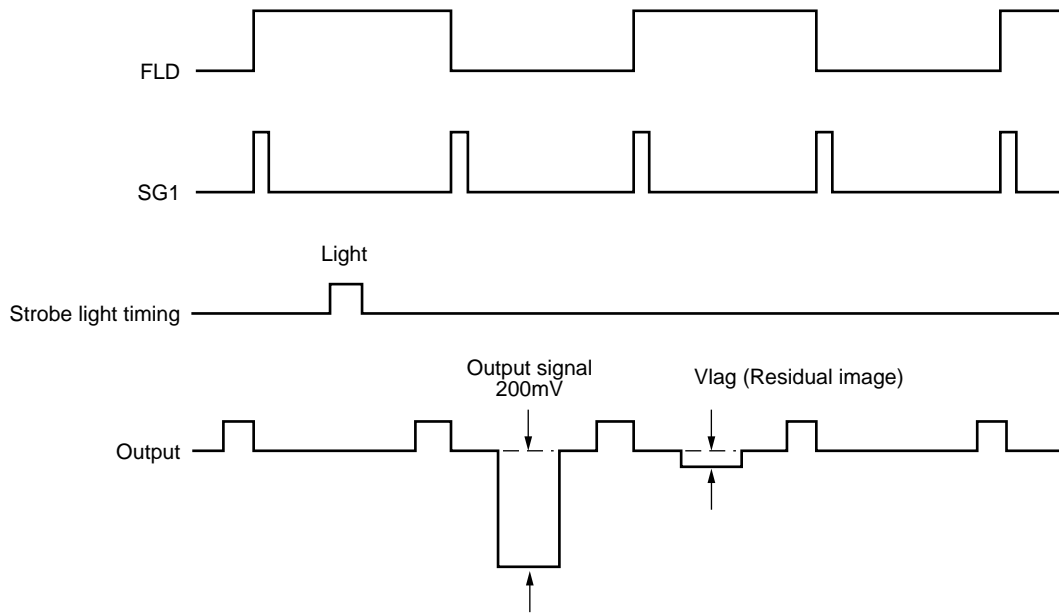 FLD
SG1
Light
Strobe light timing
Output signal
200mV
Vlag (Residual image)
Output